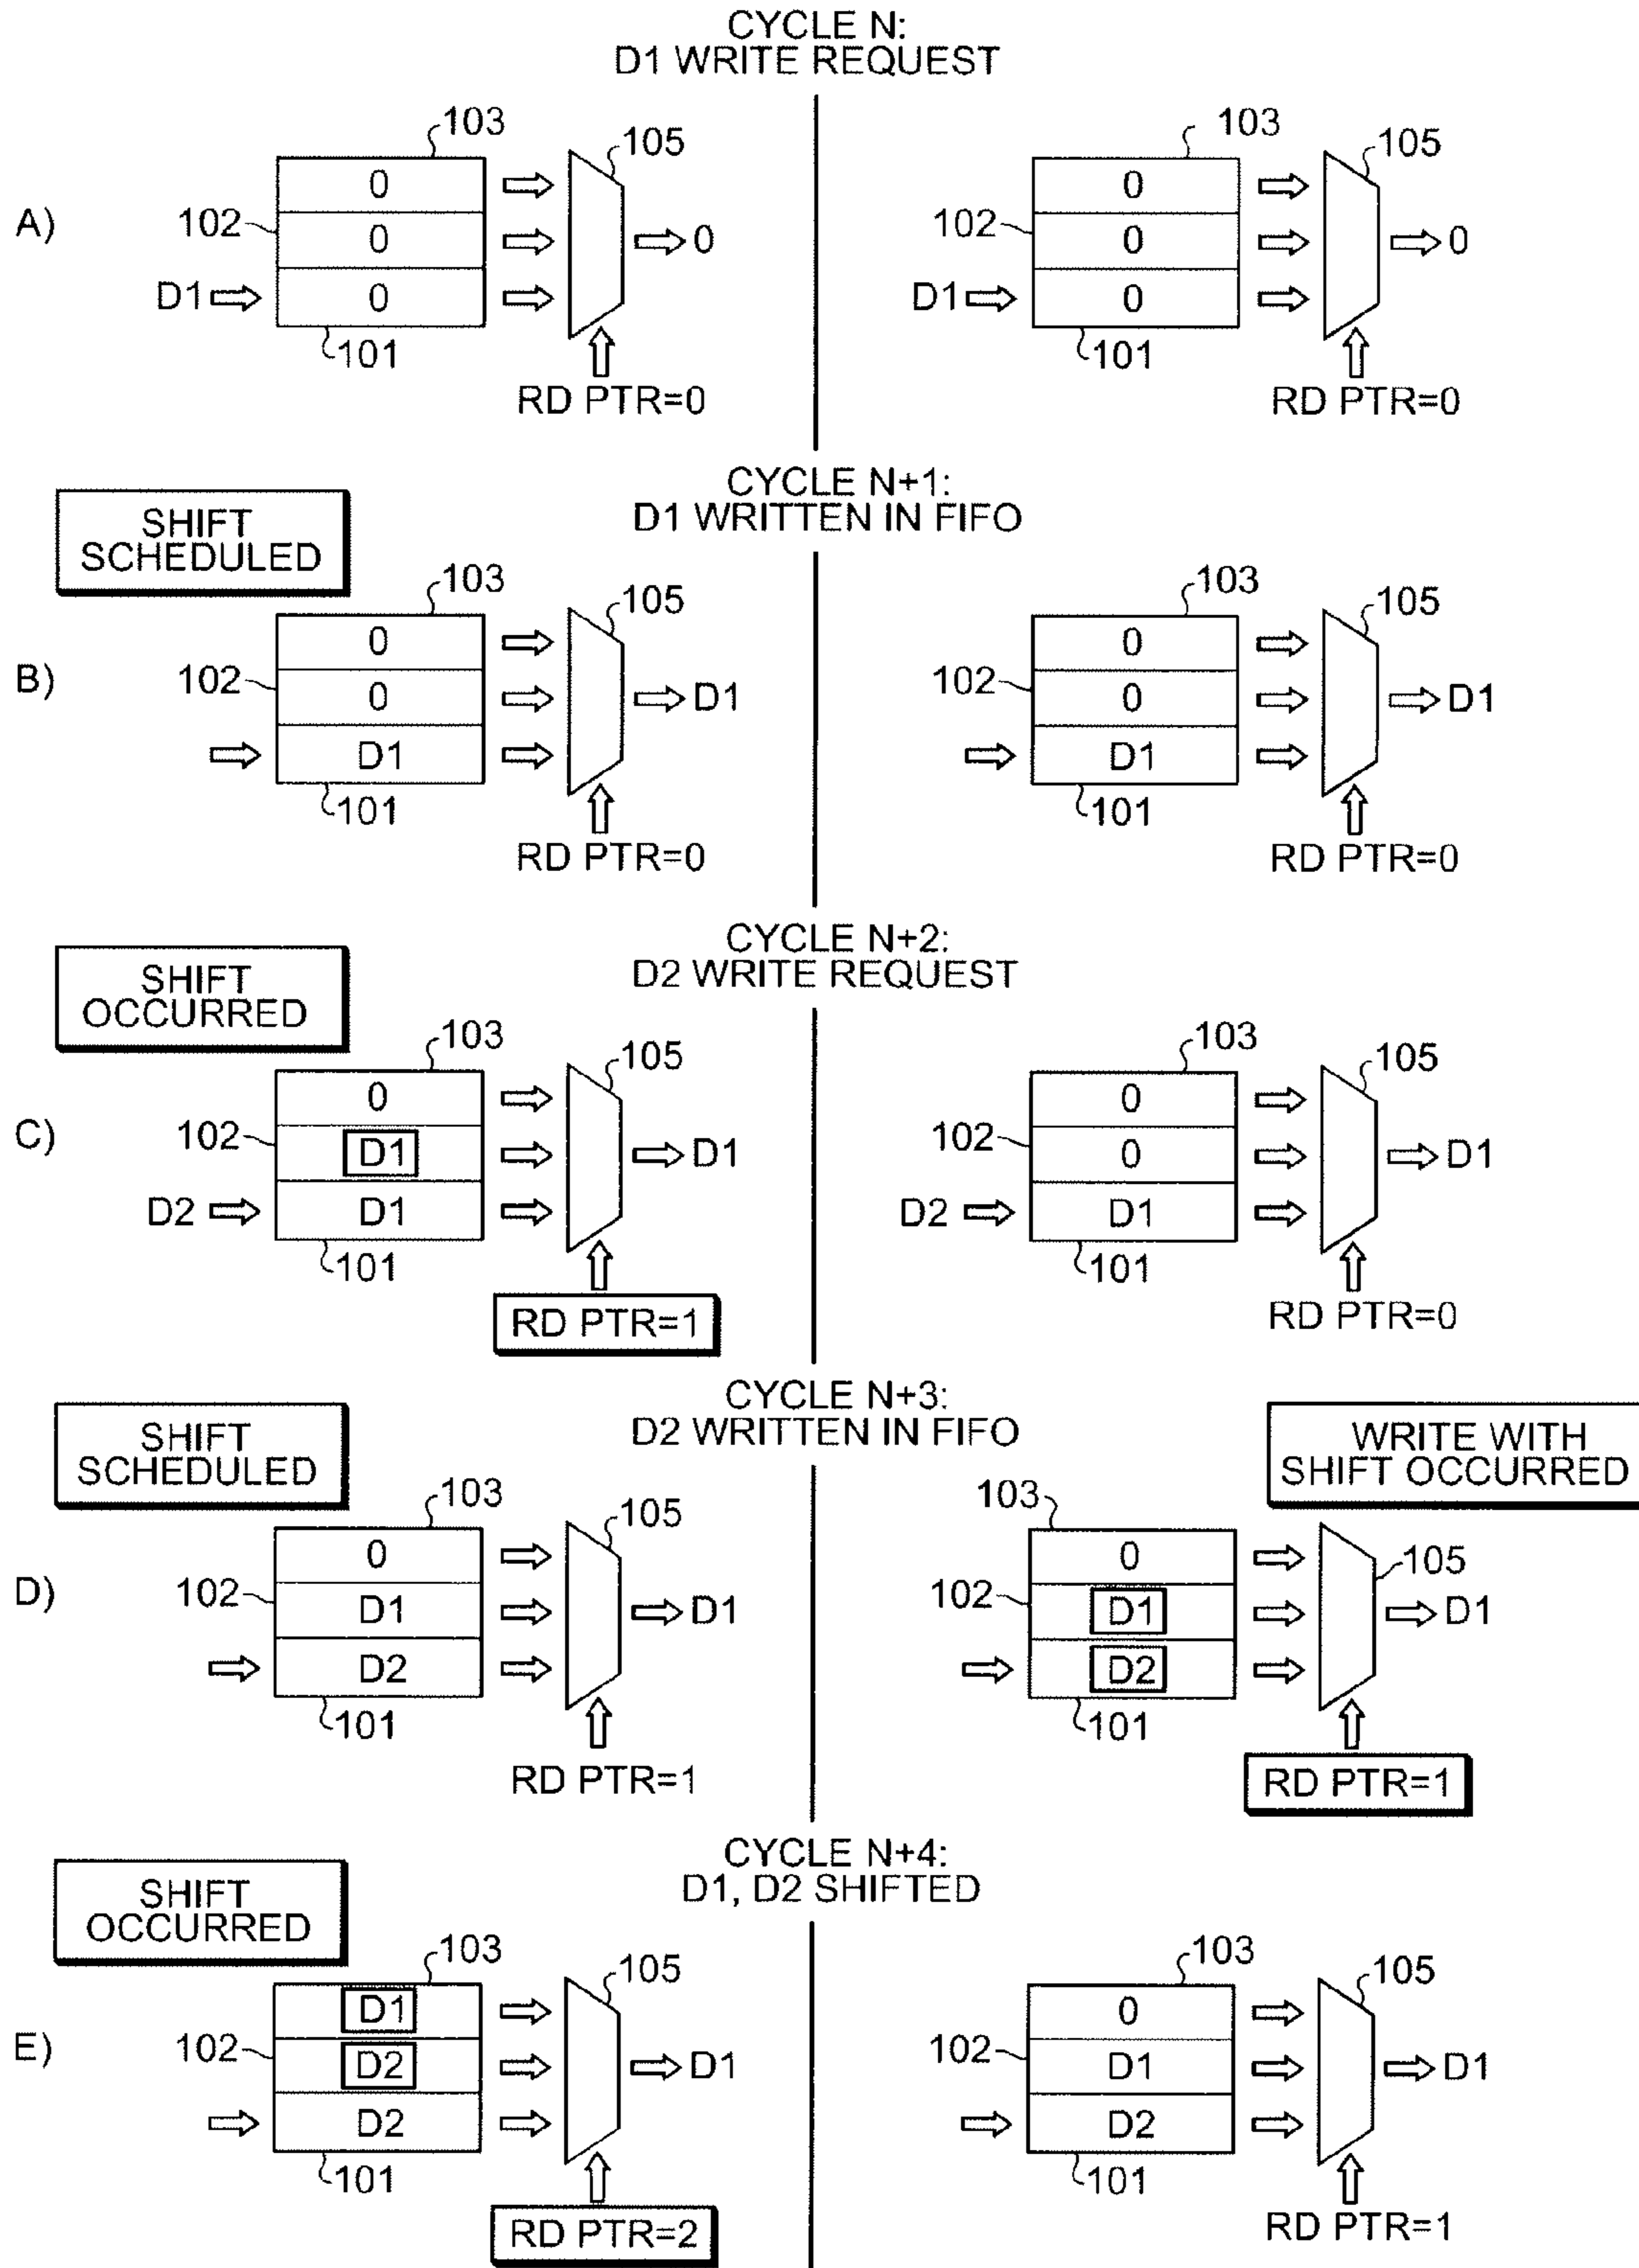 CYCLE N:
D1 WRITE REQUEST
A)
103
105
102
0
0
D1
0
0
101
RD PTR=0
103
105
102
0
0
D1
0
0
101
RD PTR=0
CYCLE N+1:
D1 WRITTEN IN FIFO
B)
SHIFT
SCHEDULED
103
105
0
102
0
D1
D1
101
RD PTR=0
103
105
0
102
0
D1
D1
101
RD PTR=0
CYCLE N+2:
D2 WRITE REQUEST
C)
SHIFT
OCCURRED
103
105
0
102
D1
D1
D2
D1
101
RD PTR=1
103
105
0
102
0
D1
D2
D1
101
RD PTR=0
CYCLE N+3:
D2 WRITTEN IN FIFO
D)
SHIFT
SCHEDULED
103
105
0
102
D1
D1
D2
101
RD PTR=1
WRITE WITH
SHIFT OCCURRED
103
105
0
102
D1
D1
D2
101
RD PTR=1
CYCLE N+4:
D1, D2 SHIFTED
E)
SHIFT
OCCURRED
103
105
D1
102
D2
D1
D2
101
RD PTR=2
103
105
0
102
D1
D1
D2
101
RD PTR=1